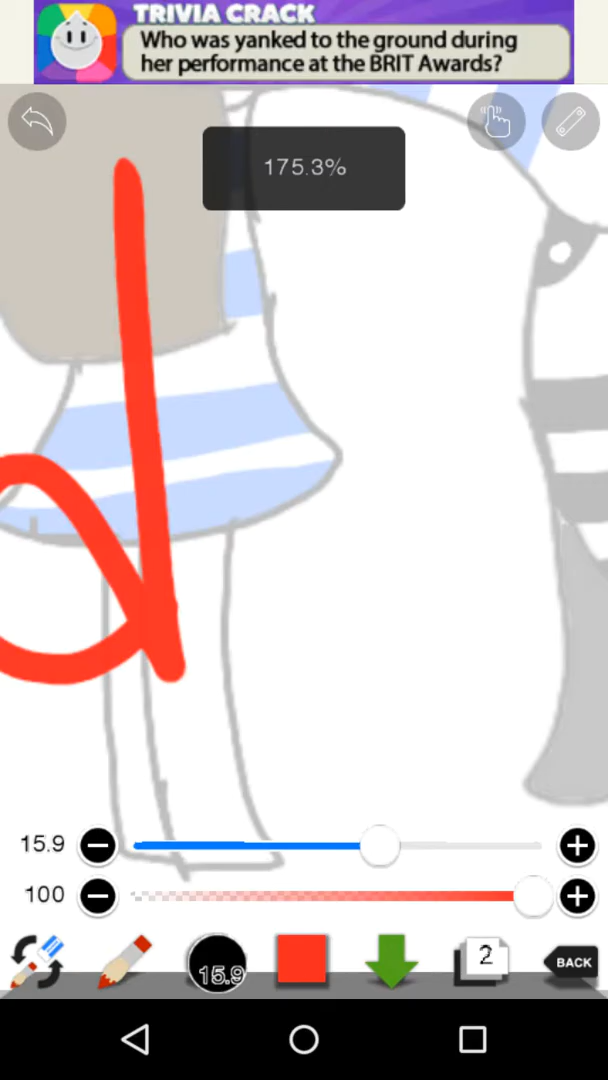 TRIVIA CRACK
Who was yanked to the ground during
her performance at the BRIT Awards?
175.3%
d
15.9
100
15.9
2
BACK